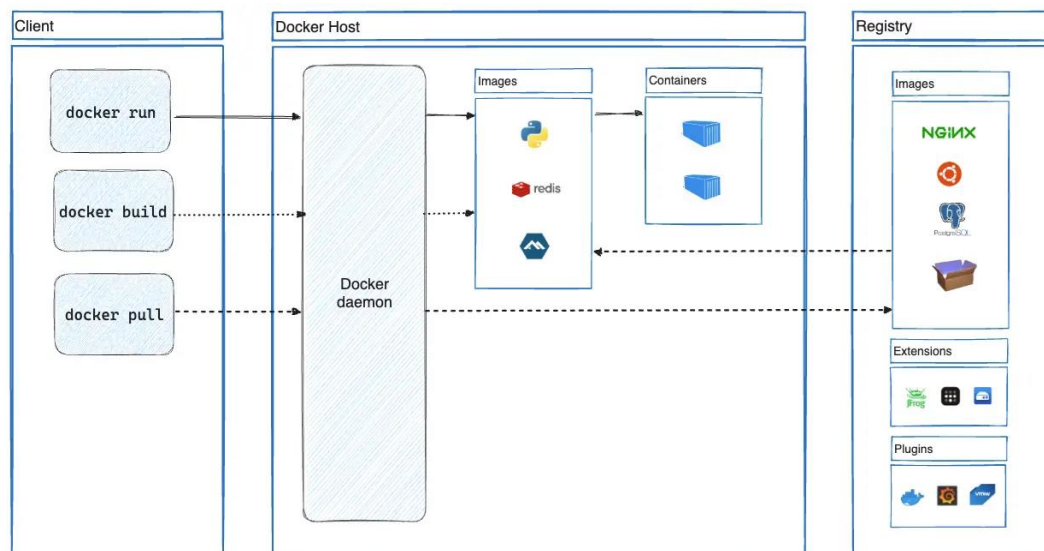 Client
Docker Host
Registry
docker run
docker build
docker pull
Docker
daemon
Images
redis
Containers
Images
NGINX
PostgreSQL
Extensions
JFrog
Plugins
vmw